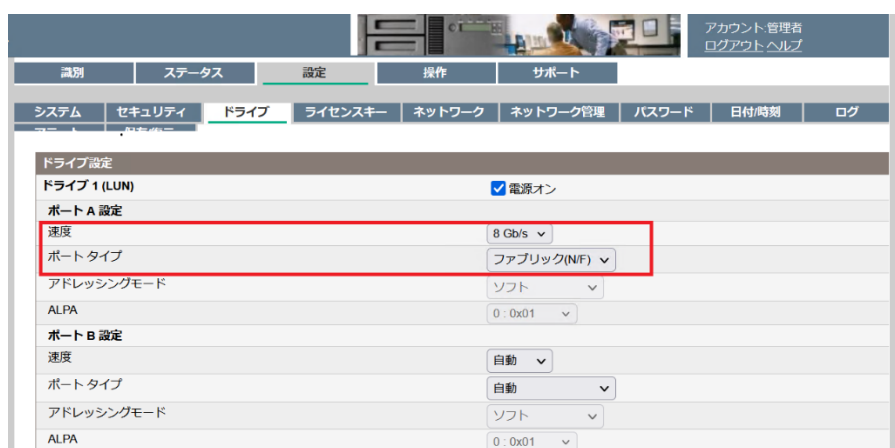 アカウント:管理者
ログアウト ヘルプ
識別 ステータス 設定 操作 サポート
システム セキュリティ ドライブ ライセンスキー ネットワーク ネットワーク管理 パスワード 日付/時刻 ログ
ドライブ設定
ドライブ 1 (LUN) 電源オン
ポート A 設定
速度 8 Gb/s
ポート タイプ ファブリック(N/F)
アドレッシングモード ソフト
ALPA 0 : 0x01
ポート B 設定
速度 自動
ポート タイプ 自動
アドレッシングモード ソフト
ALPA 0 : 0x01